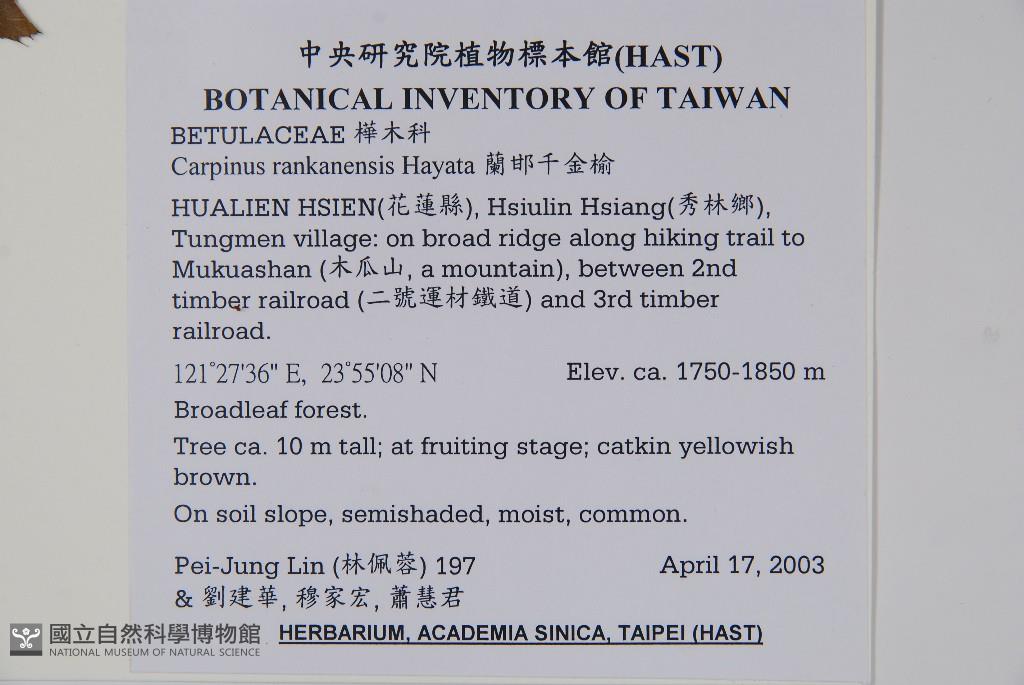 中央研究院植物標本館(HAST)
BOTANICAL INVENTORY OF TAIWAN
BETULACEAE 樺木科
Carpinus rankanensis Hayata 蘭邯千金榆
HUALIEN HSIEN(花蓮縣), Hsiulin Hsiang(秀林鄉),
Tungmen village: on broad ridge along hiking trail to
Mukuashan (木瓜山, a mountain), between 2nd
timber railroad (二號運材鐵道) and 3rd timber
railroad.
121°27'36" E, 23°55'08" N Elev. ca. 1750-1850 m
Broadleaf forest.
Tree ca. 10 m tall; at fruiting stage; catkin yellowish
brown.
On soil slope, semishaded, moist, common.
Pei-Jung Lin (林佩蓉) 197 April 17, 2003
& 劉建華, 穆家宏, 蕭慧君
HERBARIUM, ACADEMIA SINICA, TAIPEI (HAST)
國立自然科學博物館
NATIONAL MUSEUM OF NATURAL SCIENCE